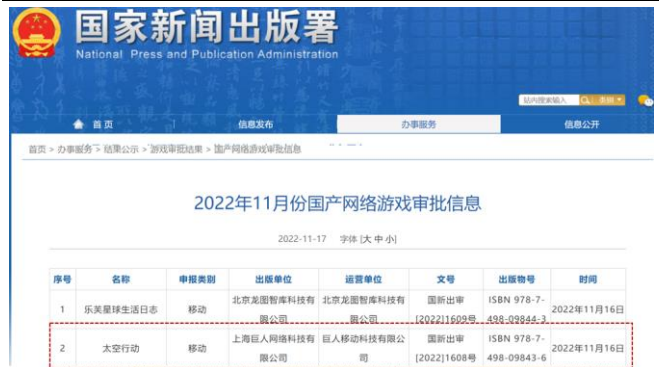 国家新闻出版署
National Press and Publication Administration
站内搜索输入
首页 信息发布 办事服务 信息公开
首页 > 办事服务 > 结果公示 > 游戏审批结果 > 国产网络游戏审批信息
2022年11月份国产网络游戏审批信息
2022-11-17 字体 [大 中 小]
序号 名称 申报类别 出版单位 运营单位 文号 出版物号 时间
1 乐芙星球生活日志 移动 北京龙图智库科技有限公司 北京龙图智库科技有限公司 国新出审[2022]1609号 ISBN 978-7-498-09844-3 2022年11月16日
2 太空行动 移动 上海巨人网络科技有限公司 巨人移动科技有限公司 国新出审[2022]1608号 ISBN 978-7-498-09843-6 2022年11月16日